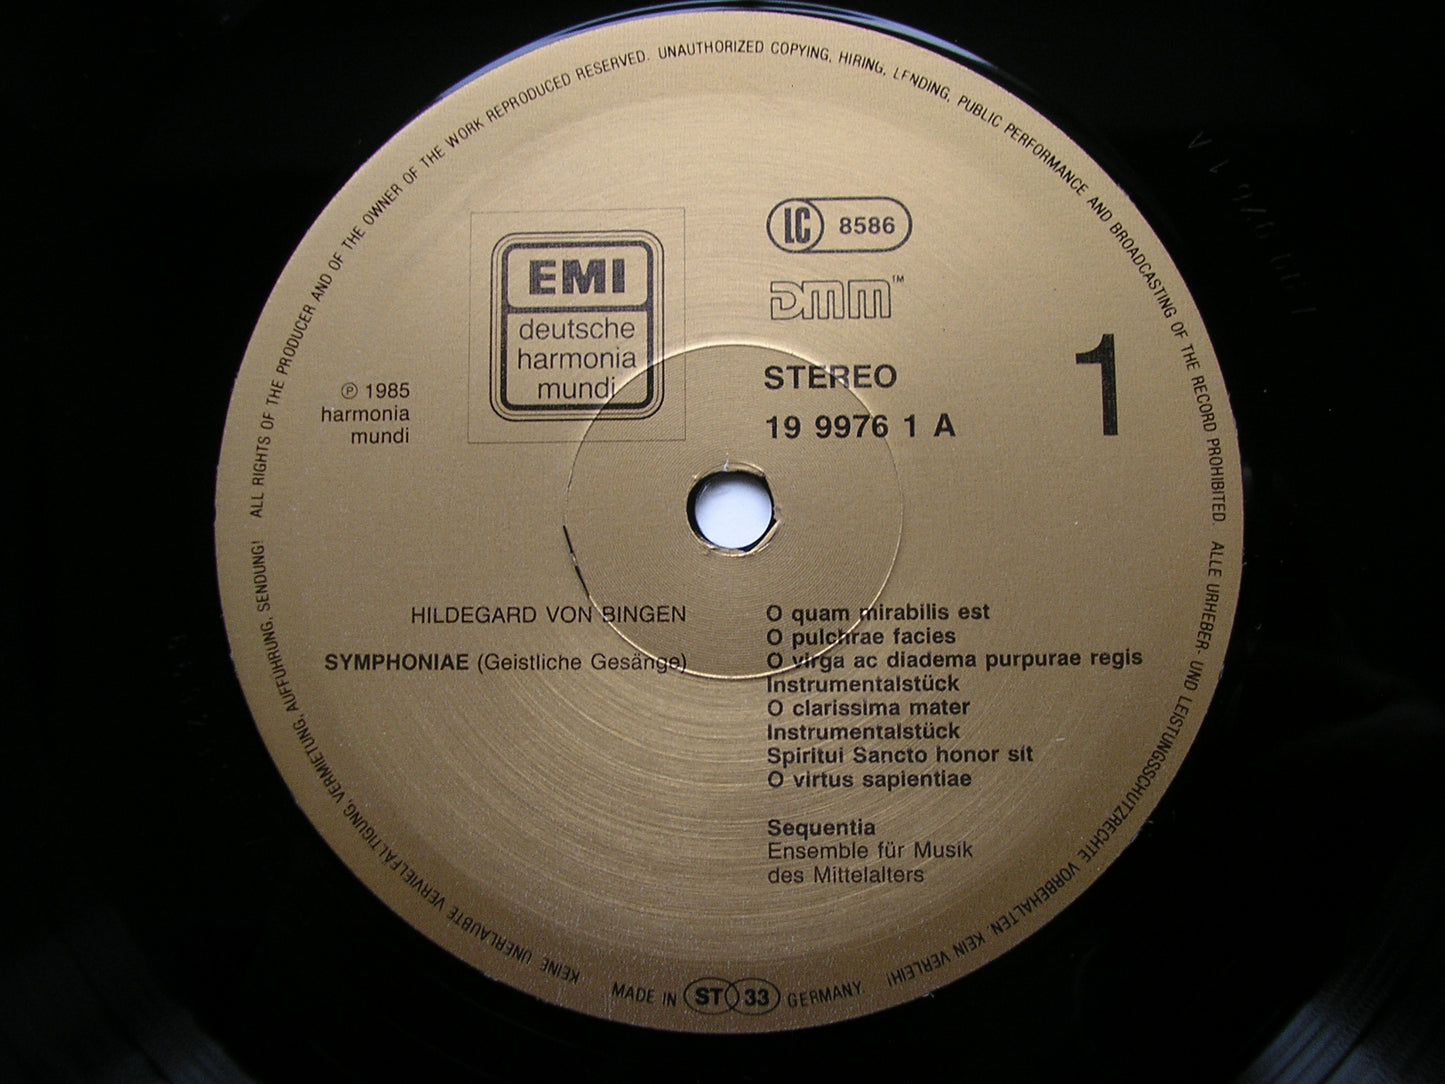 ALL RIGHTS OF THE PRODUCER AND OF THE OWNER OF THE WORK REPRODUCED RESERVED. UNAUTHORIZED COPYING, HIRING, LENDING, PUBLIC PERFORMANCE AND BROADCASTING OF THE RECORD PROHIBITED.
ALLE URHEBER- UND LEISTUNGSSCHUTZRECHTE VORBEHALTEN. KEIN VERLEIH!
KEINE UNERLAUBTE VERVIELFÄLTIGUNG, VERMIETUNG, AUFFÜHRUNG, SENDUNG!
LC 8586
EMI
deutsche
harmonia
mundi
DMM™
℗ 1985
harmonia
mundi
STEREO
19 9976 1 A
1
HILDEGARD VON BINGEN
SYMPHONIAE (Geistliche Gesänge)
O quam mirabilis est
O pulchrae facies
O virga ac diadema purpurae regis
Instrumentalstück
O clarissima mater
Instrumentalstück
Spiritui Sancto honor sit
O virtus sapientiae
Sequentia
Ensemble für Musik
des Mittelalters
MADE IN ST 33 GERMANY.